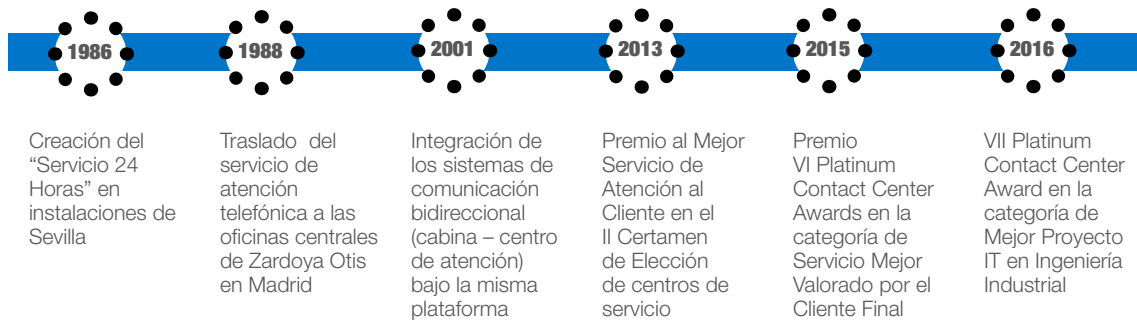 1986
1988
2001
2013
2015
2016
Creación del
“Servicio 24
Horas” en
instalaciones de
Sevilla
Traslado  del
servicio de
atención
telefónica a las
oficinas centrales
de Zardoya Otis
en Madrid
Integración de
los sistemas de
comunicación
bidireccional
(cabina – centro
de atención)
bajo la misma
plataforma
Premio al Mejor
Servicio de
Atención al
Cliente en el
II Certamen
de Elección
de centros de
servicio
Premio
VI Platinum
Contact Center
Awards en la
categoría de
Servicio Mejor
Valorado por el
Cliente Final
VII Platinum
Contact Center
Award en la
categoría de
Mejor Proyecto
IT en Ingeniería
Industrial